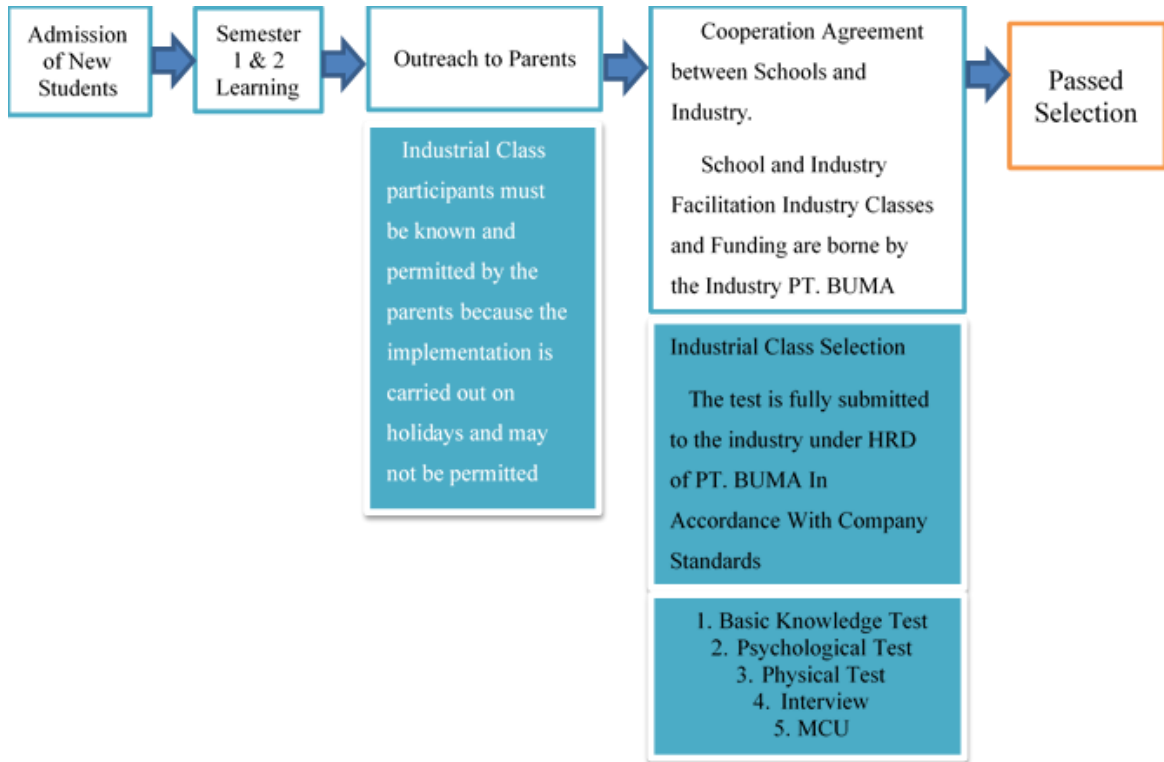 Admission
of New
Students
Semester
1 & 2
Learning
Outreach to Parents
Industrial Class
participants must
be known and
permitted by the
parents because the
implementation is
carried out on
holidays and may
not be permitted
Cooperation Agreement
between Schools and
Industry.
School and Industry
Facilitation Industry Classes
and Funding are borne by
the Industry PT. BUMA
Industrial Class Selection
The test is fully submitted
to the industry under HRD
of PT. BUMA In
Accordance With Company
Standards
1. Basic Knowledge Test
2. Psychological Test
3. Physical Test
4. Interview
5. MCU
Passed
Selection